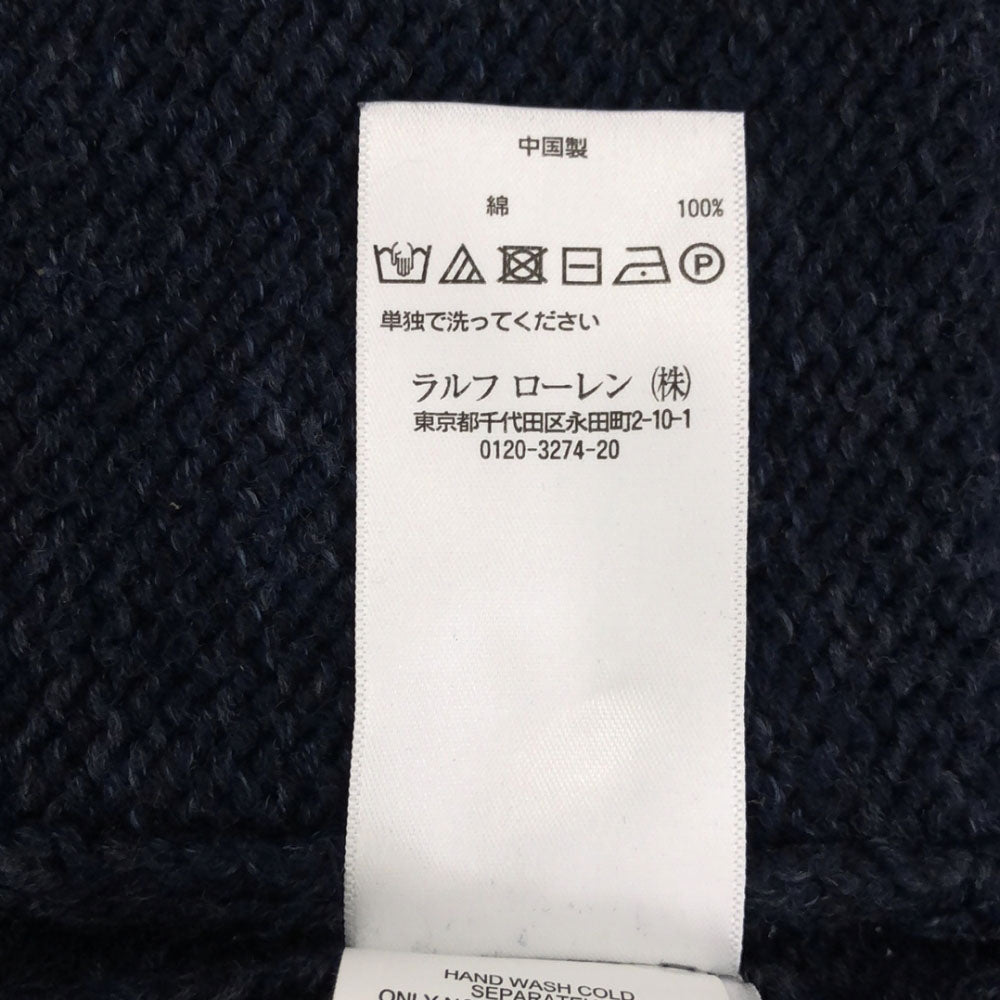 中国製
綿 100%
P
単独で洗ってください
ラルフ ローレン (株)
東京都千代田区永田町2-10-1
0120-3274-20
HAND WASH COLD
SEPARATELY
ONLY